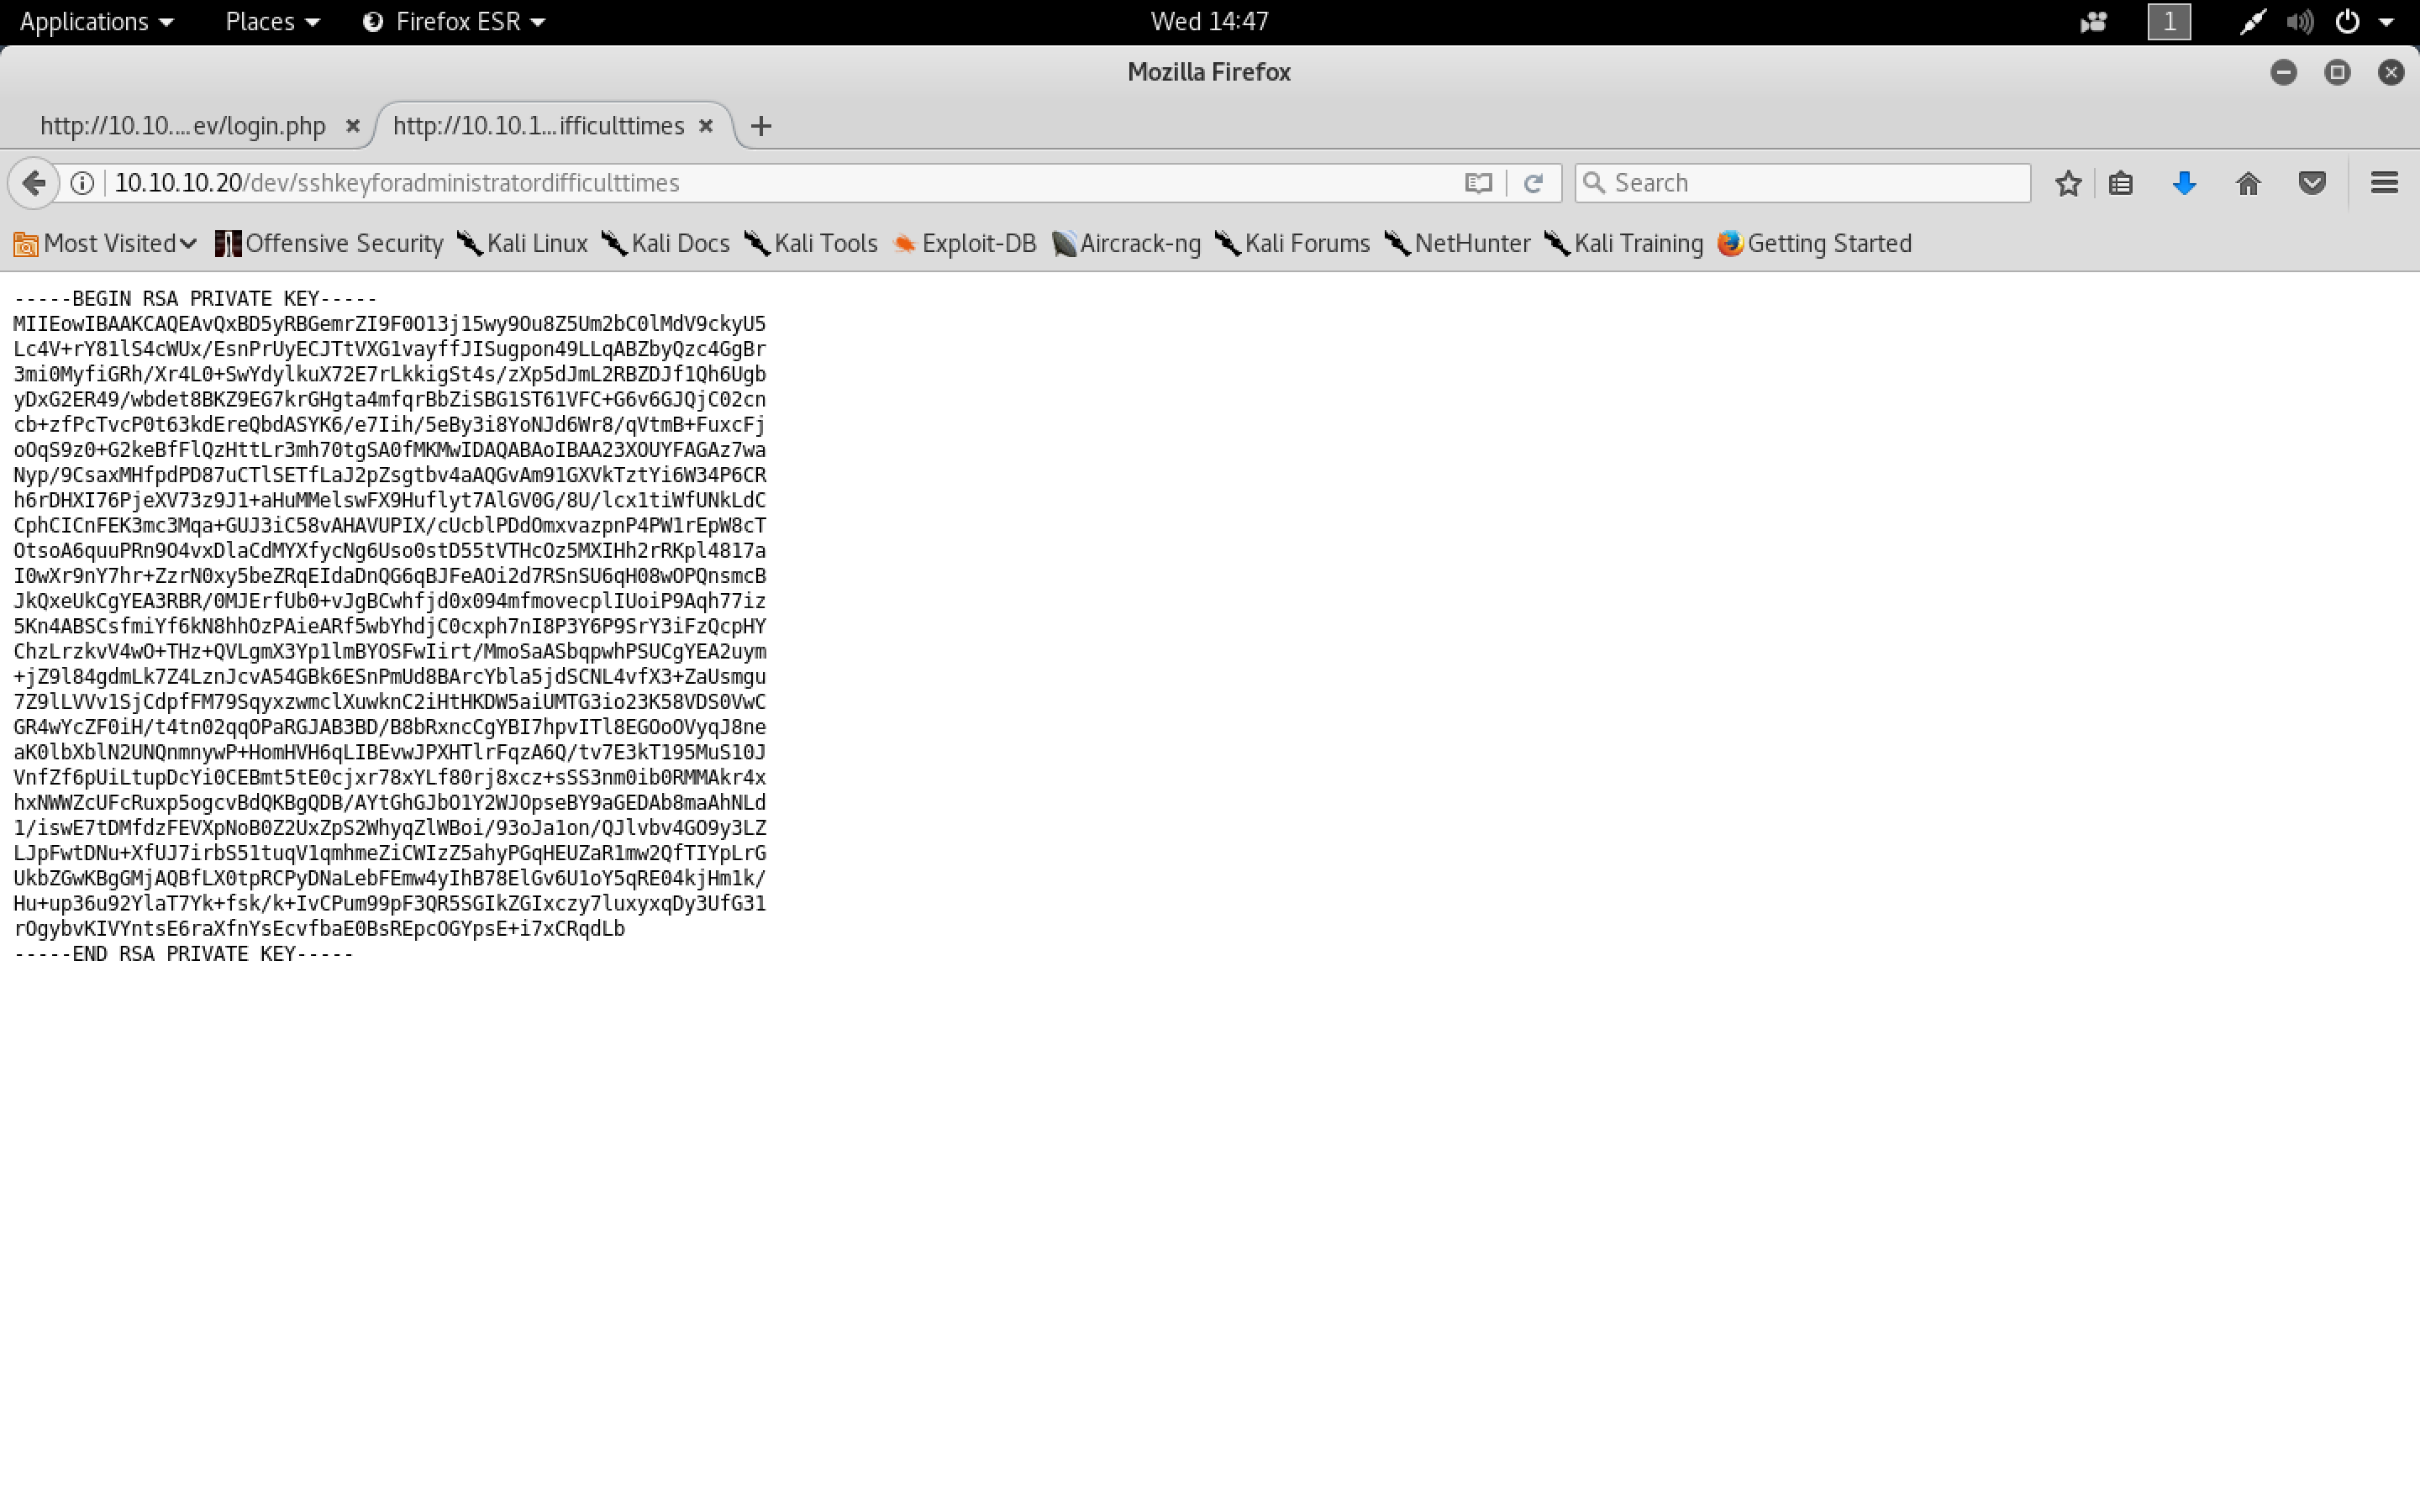 Applications Places Firefox ESR Wed 14:47 1
Mozilla Firefox
http://10.10....ev/login.php http://10.10.1...ifficulttimes
10.10.10.20/dev/sshkeyforadministratordifficulttimes Search
Most Visited Offensive Security Kali Linux Kali Docs Kali Tools Exploit-DB Aircrack-ng Kali Forums NetHunter Kali Training Getting Started
-----BEGIN RSA PRIVATE KEY-----
MIIEowIBAAKCAQEAvQxBD5yRBGemrZI9F0O13j15wy9Ou8Z5Um2bC0lMdV9ckyU5
Lc4V+rY81lS4cWUx/EsnPrUyECJTtVXG1vayffJISugpon49LLqABZbyQzc4GgBr
3mi0MyfiGRh/Xr4L0+SwYdylkuX72E7rLkkigSt4s/zXp5dJmL2RBZDJf1Qh6Ugb
yDxG2ER49/wbdet8BKZ9EG7krGHgta4mfqrBbZiSBG1ST61VFC+G6v6GJQjC02cn
cb+zfPcTvcP0t63kdEreQbdASYK6/e7Iih/5eBy3i8YoNJd6Wr8/qVtmB+FuxcFj
oOqS9z0+G2keBfFlQzHttLr3mh70tgSA0fMKMwIDAQABAoIBAA23XOUYFAGAz7wa
Nyp/9CsaxMHfpdPD87uCTlSETfLaJ2pZsgtbv4aAQGvAm91GXVkTztYi6W34P6CR
h6rDHXI76PjeXV73z9J1+aHuMMelswFX9Huflyt7AlGV0G/8U/lcx1tiWfUNkLdC
CphCICnFEK3mc3Mqa+GUJ3iC58vAHAVUPIX/cUcblPDdOmxvazpnP4PW1rEpW8cT
OtsoA6quuPRn9O4vxDlaCdMYXfycNg6Uso0stD55tVTHcOz5MXIHh2rRKpl4817a
I0wXr9nY7hr+ZzrN0xy5beZRqEIdaDnQG6qBJFeAOi2d7RSnSU6qH08wOPQnsmcB
JkQxeUkCgYEA3RBR/0MJErfUb0+vJgBCwhfjd0x094mfmovecplIUoiP9Aqh77iz
5Kn4ABSCsfmiYf6kN8hhOzPAieARf5wbYhdjC0cxph7nI8P3Y6P9SrY3iFzQcpHY
ChzLrzkvV4wO+THz+QVLgmX3Yp1lmBYOSFwIirt/MmoSaASbqpwhPSUCgYEA2uym
+jZ9l84gdmLk7Z4LznJcvA54GBk6ESnPmUd8BArcYbla5jdSCNL4vfX3+ZaUsmgu
7Z9lLVVv1SjCdpfFM79SqyxzwmclXuwknC2iHtHKDW5aiUMTG3io23K58VDS0VwC
GR4wYcZF0iH/t4tn02qqOPaRGJAB3BD/B8bRxncCgYBI7hpvITl8EGOoOVyqJ8ne
aK0lbXblN2UNQnmnywP+HomHVH6qLIBEvwJPXHTlrFqzA6Q/tv7E3kT195MuS10J
VnfZf6pUiLtupDcYi0CEBmt5tE0cjxr78xYLf80rj8xcz+sSS3nm0ib0RMMAkr4x
hxNWWZcUFcRuxp5ogcvBdQKBgQDB/AYtGhGJbO1Y2WJOpseBY9aGEDAb8maAhNLd
1/iswE7tDMfdzFEVXpNoB0Z2UxZpS2WhyqZlWBoi/93oJa1on/QJlvbv4GO9y3LZ
LJpFwtDNu+XfUJ7irbS51tuqV1qmhmeZiCWIzZ5ahyPGqHEUZaR1mw2QfTIYpLrG
UkbZGwKBgGMjAQBfLX0tpRCPyDNaLebFEmw4yIhB78ElGv6U1oY5qRE04kjHm1k/
Hu+up36u92YlaT7Yk+fsk/k+IvCPum99pF3QR5SGIkZGIxczy7luxyxqDy3UfG31
rOgybvKIVYntsE6raXfnYsEcvfbaE0BsREpcOGYpsE+i7xCRqdLb
-----END RSA PRIVATE KEY-----